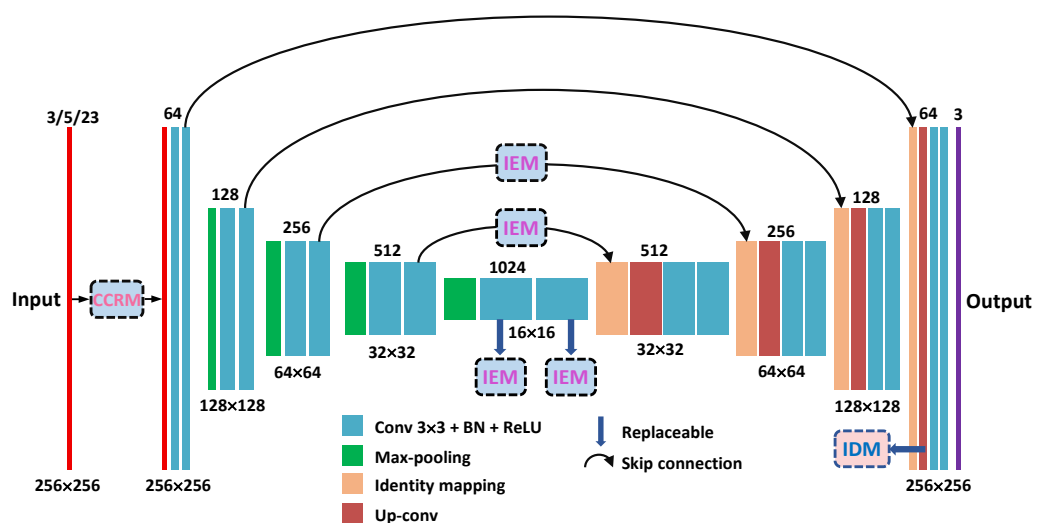 3/5/23
64
128
256
512
1024
512
256
128
64
3
IEM
IEM
Input
CCRM
Output
16×16
32×32
32×32
64×64
64×64
128×128
128×128
256×256
256×256
256×256
IEM
IEM
IDM
Conv 3×3 + BN + ReLU
Max-pooling
Identity mapping
Up-conv
Replaceable
Skip connection